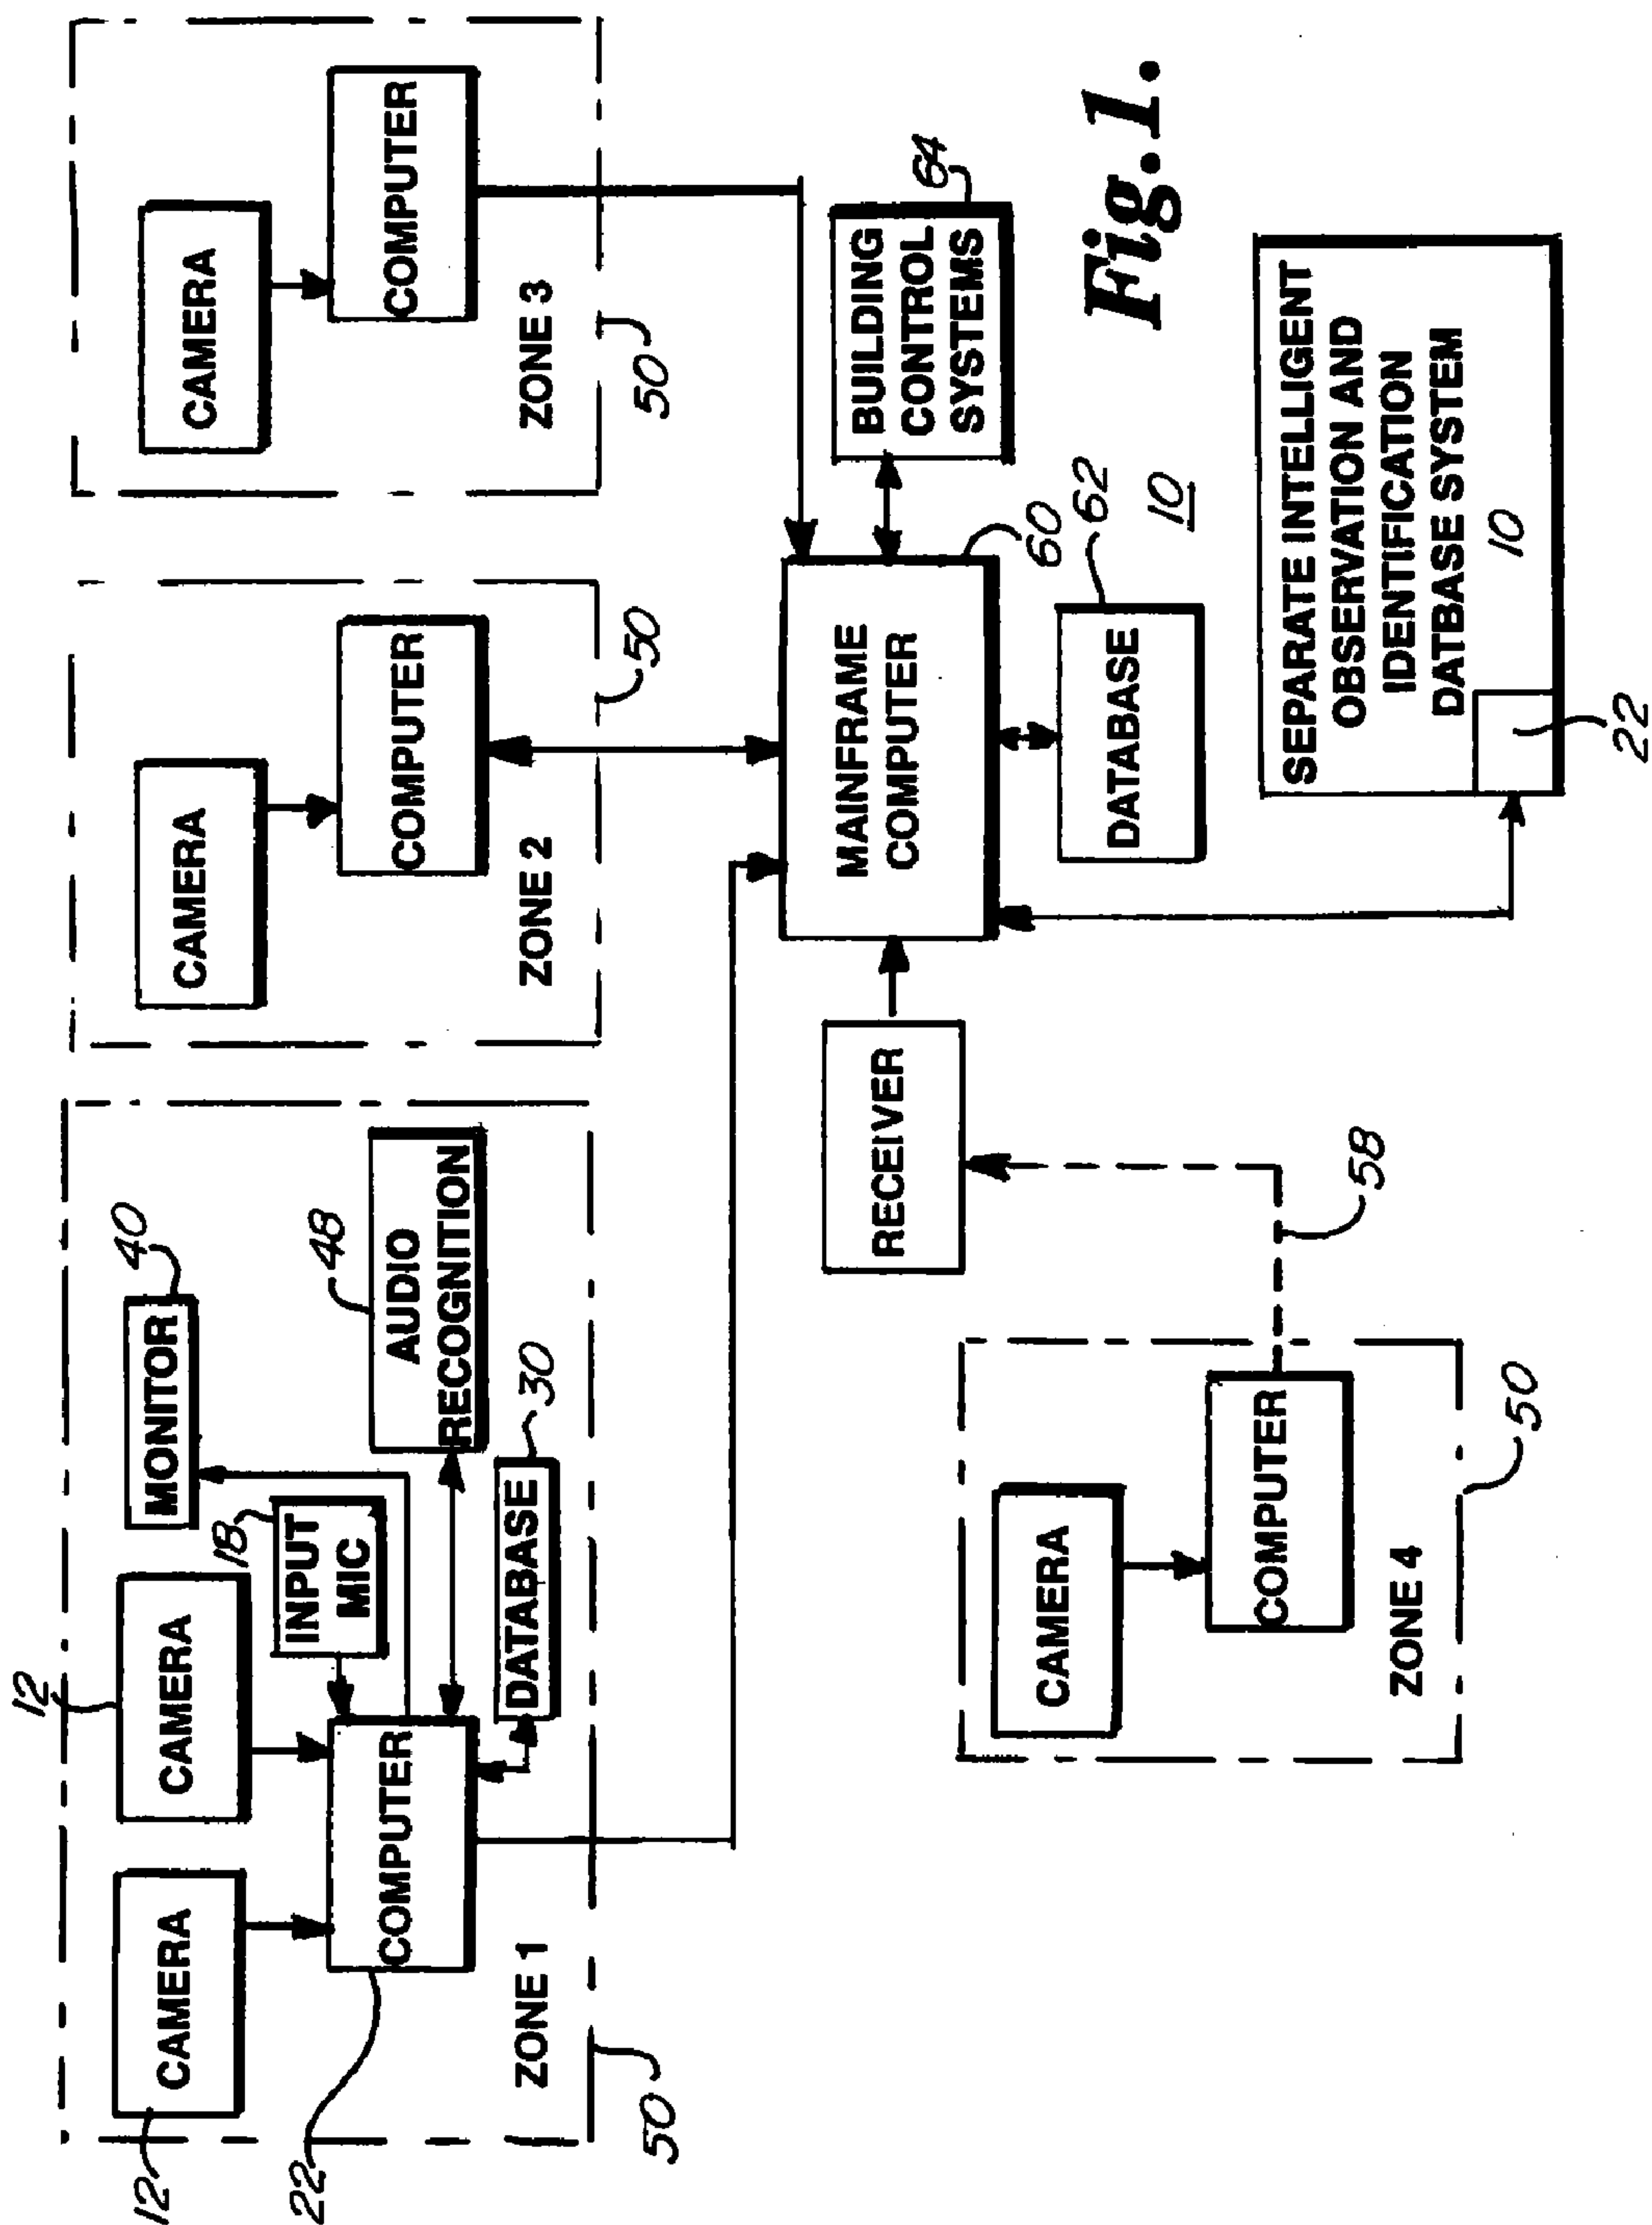 12
CAMERA
12
CAMERA
MONITOR
40
18
INPUT
MIC
48
AUDIO
RECOGNITION
22
COMPUTER
DATABASE
30
ZONE 1
50
CAMERA
COMPUTER
ZONE 2
50
CAMERA
COMPUTER
ZONE 3
50
RECEIVER
MAINFRAME
COMPUTER
60
BUILDING
CONTROL
SYSTEMS
64
DATABASE
62
10
Fig.1.
CAMERA
COMPUTER
ZONE 4
50
58
SEPARATE INTELLIGENT
OBSERVATION AND
IDENTIFICATION
DATBASE SYSTEM
10
22